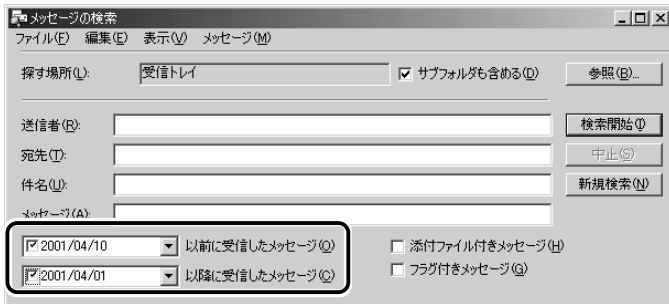 メッセージの検索
ファイル(F) 編集(E) 表示(V) メッセージ(M)
探す場所(L): 受信トレイ サブフォルダも含める(D) 参照(B)...
送信者(R): 検索開始(I)
宛先(T): 中止(S)
件名(U): 新規検索(N)
メッセージ(A):
2001/04/10 以前に受信したメッセージ(O) 添付ファイル付きメッセージ(H)
2001/04/01 以降に受信したメッセージ(C) フラグ付きメッセージ(G)